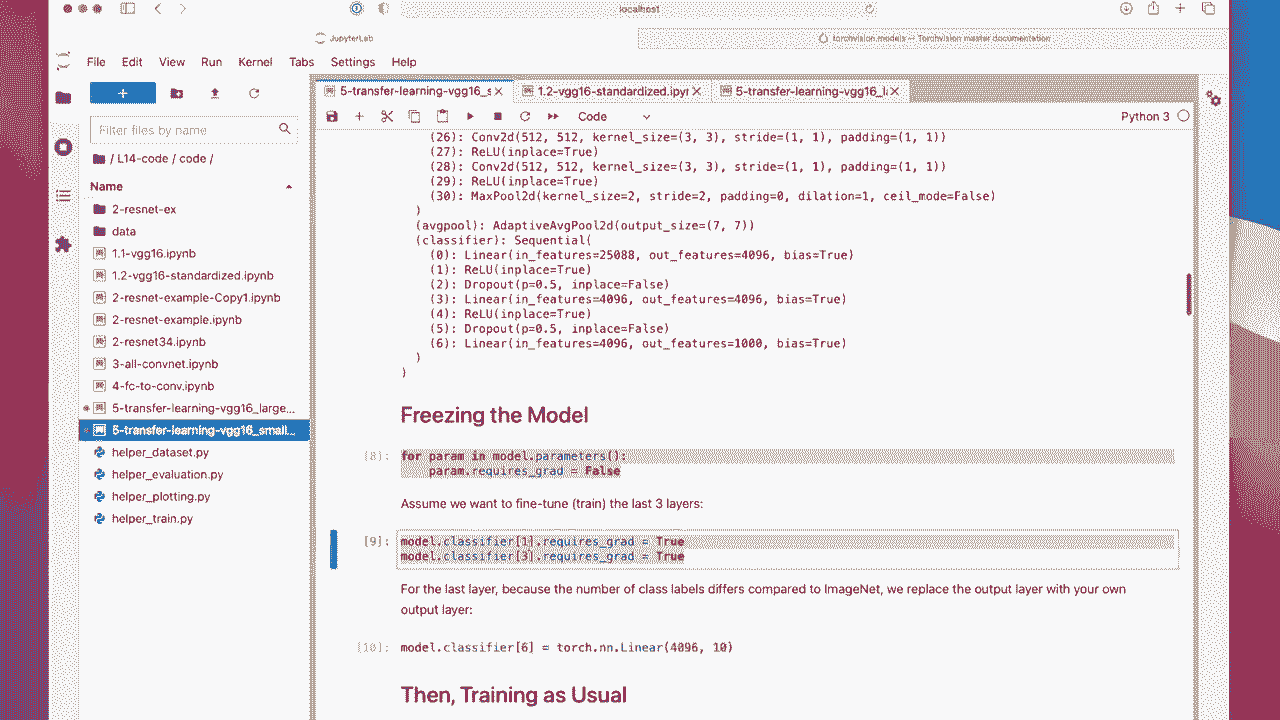 localhost
JupyterLab
torchvision.models — Torchvision master documentation
File Edit View Run Kernel Tabs Settings Help
5-transfer-learning-vgg16_s
1.2-vgg16-standardized.ipyr
5-transfer-learning-vgg16_l
Filter files by name
Code
Python 3
/ L14-code / code /
Name
2-resnet-ex
data
1.1-vgg16.ipynb
1.2-vgg16-standardized.ipynb
2-resnet-example-Copy1.ipynb
2-resnet-example.ipynb
2-resnet34.ipynb
3-all-convnet.ipynb
4-fc-to-conv.ipynb
5-transfer-learning-vgg16_large...
5-transfer-learning-vgg16_small...
helper_dataset.py
helper_evaluation.py
helper_plotting.py
helper_train.py
(26): Conv2d(512, 512, kernel_size=(3, 3), stride=(1, 1), padding=(1, 1))
(27): ReLU(inplace=True)
(28): Conv2d(512, 512, kernel_size=(3, 3), stride=(1, 1), padding=(1, 1))
(29): ReLU(inplace=True)
(30): MaxPool2d(kernel_size=2, stride=2, padding=0, dilation=1, ceil_mode=False)
)
(avgpool): AdaptiveAvgPool2d(output_size=(7, 7))
(classifier): Sequential(
(0): Linear(in_features=25088, out_features=4096, bias=True)
(1): ReLU(inplace=True)
(2): Dropout(p=0.5, inplace=False)
(3): Linear(in_features=4096, out_features=4096, bias=True)
(4): ReLU(inplace=True)
(5): Dropout(p=0.5, inplace=False)
(6): Linear(in_features=4096, out_features=1000, bias=True)
)
)
Freezing the Model
[8]: for param in model.parameters():
param.requires_grad = False
Assume we want to fine-tune (train) the last 3 layers:
[9]: model.classifier[1].requires_grad = True
model.classifier[3].requires_grad = True
For the last layer, because the number of class labels differs compared to ImageNet, we replace the output layer with your own
output layer:
[10]: model.classifier[6] = torch.nn.Linear(4096, 10)
Then, Training as Usual